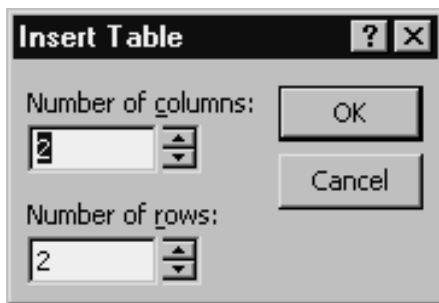 Insert Table
Number of columns:
2
OK
Cancel
Number of rows:
2